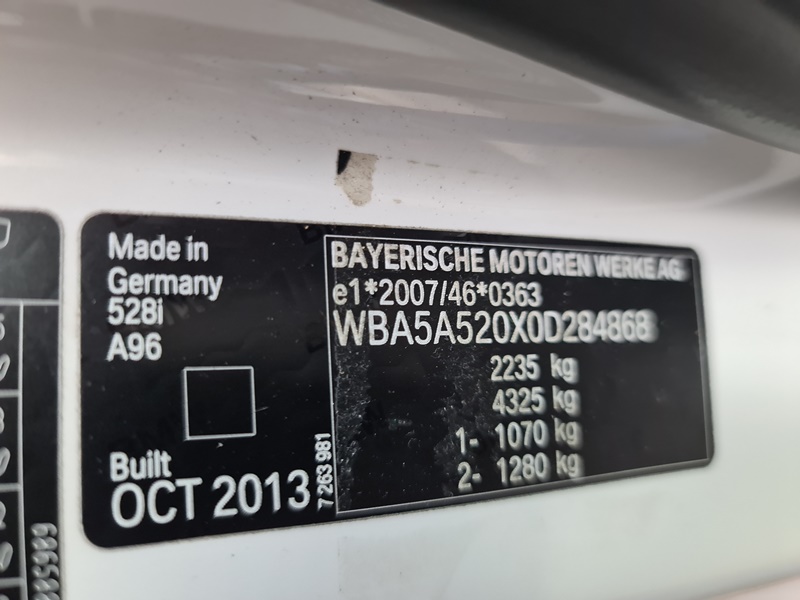 Made in
Germany
528i
A96
Built
OCT 2013
7 263 981
BAYERISCHE MOTOREN WERKE AG
e1*2007/46*0363
WBA5A520X0D284868
2235 kg
4325 kg
1- 1070 kg
2- 1280 kg